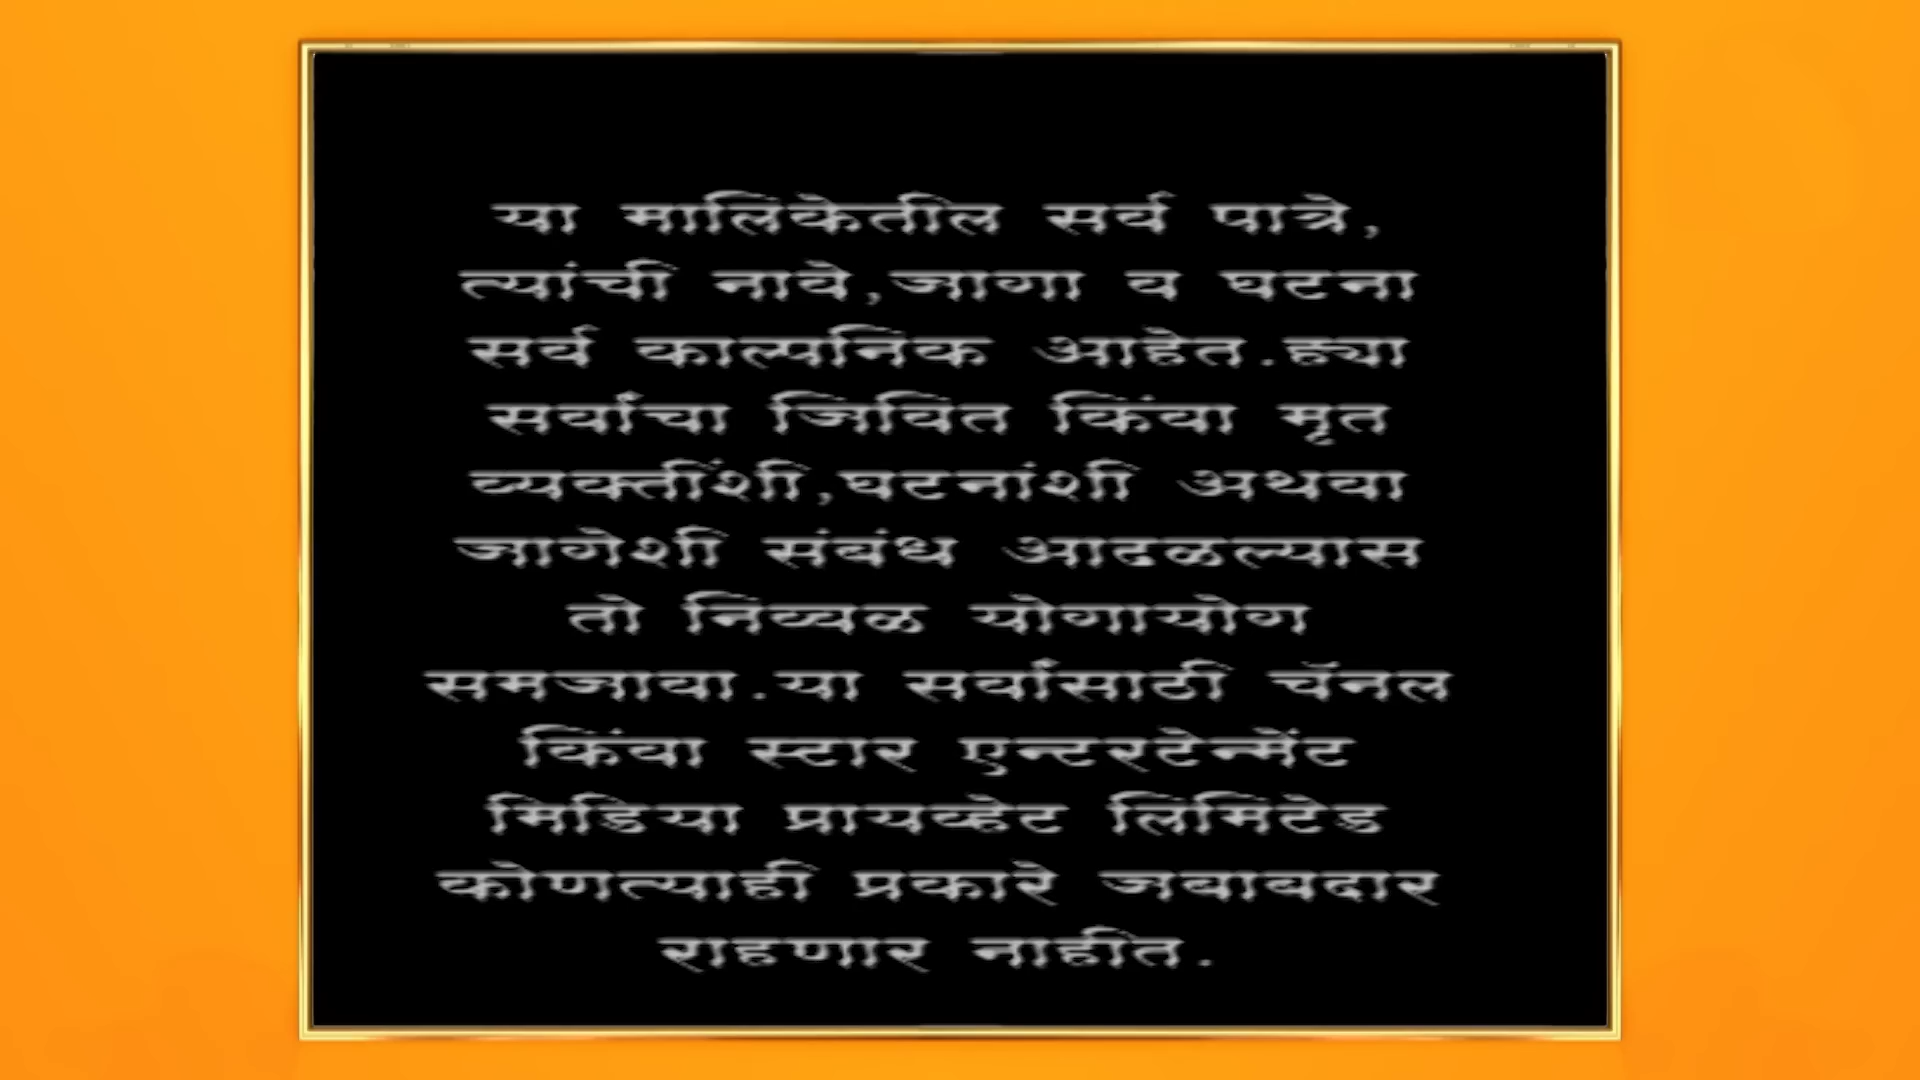 या मालिकेतील सर्व पात्रे,
त्यांची नावे,जागा व घटना
सर्व काल्पनिक आहेत.ह्या
सर्वांचा जिवित किंवा मृत
व्यक्तींशी,घटनांशी अथवा
जागेशी संबंध आढळल्यास
तो निव्वळ योगायोग
समजावा.या सर्वांसाठी चॅनल
किंवा स्टार एन्टरटेन्मेंट
मिडिया प्रायव्हेट लिमिटेड
कोणत्याही प्रकारे जबाबदार
राहणार नाहीत.